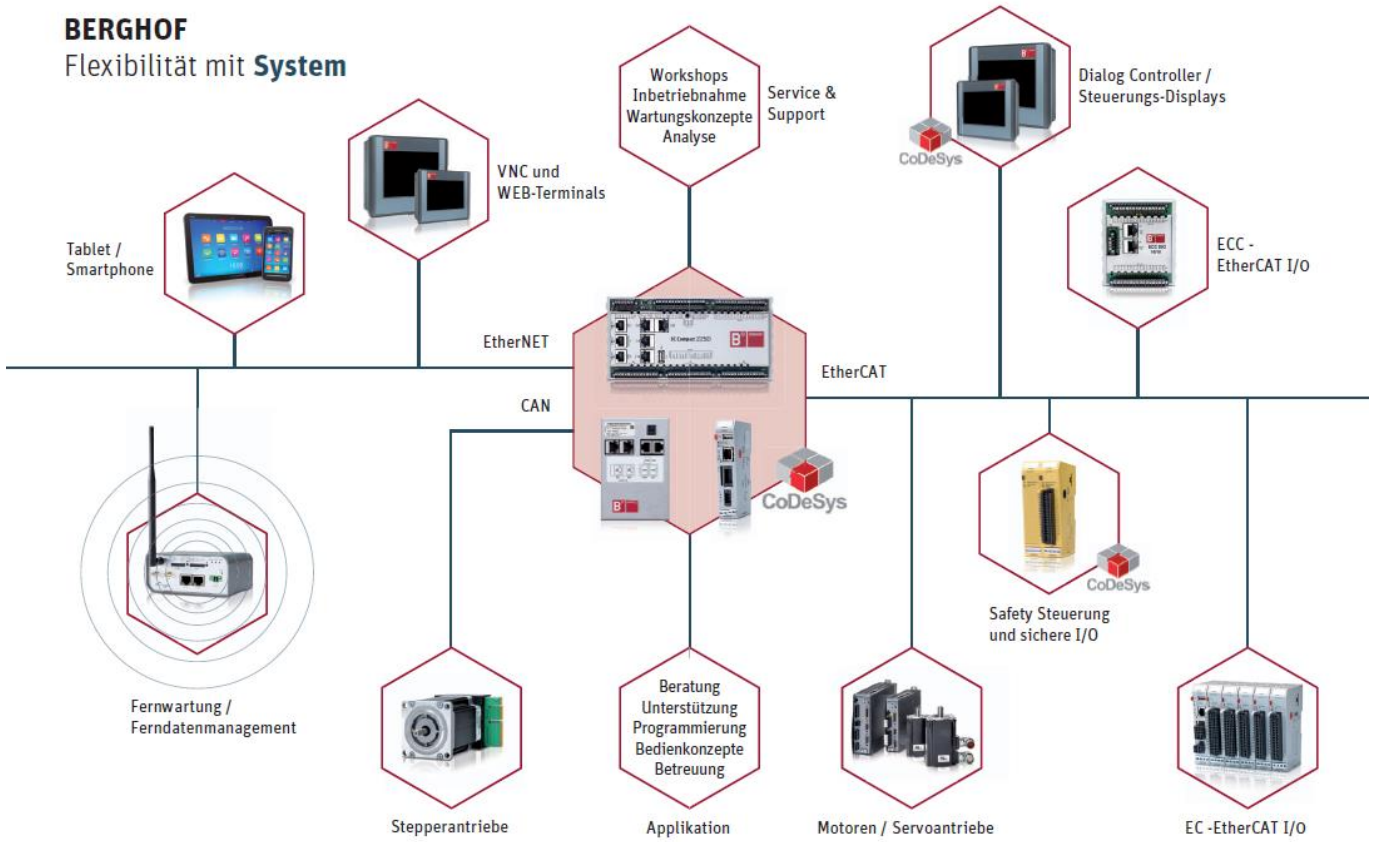 BERGHOF
Flexibilität mit System
Workshops
Inbetriebnahme
Wartungskonzepte
Analyse
Service &
Support
Dialog Controller /
Steuerungs-Displays
CoDeSys
VNC und
WEB-Terminals
Tablet /
Smartphone
ECC -
EtherCAT I/O
EtherNET
EtherCAT
CAN
CoDeSys
CoDeSys
Safety Steuerung
und sichere I/O
Fernwartung /
Ferndatenmanagement
Beratung
Unterstützung
Programmierung
Bedienkonzepte
Betreuung
Stepperantriebe
Applikation
Motoren / Servoantriebe
EC -EtherCAT I/O